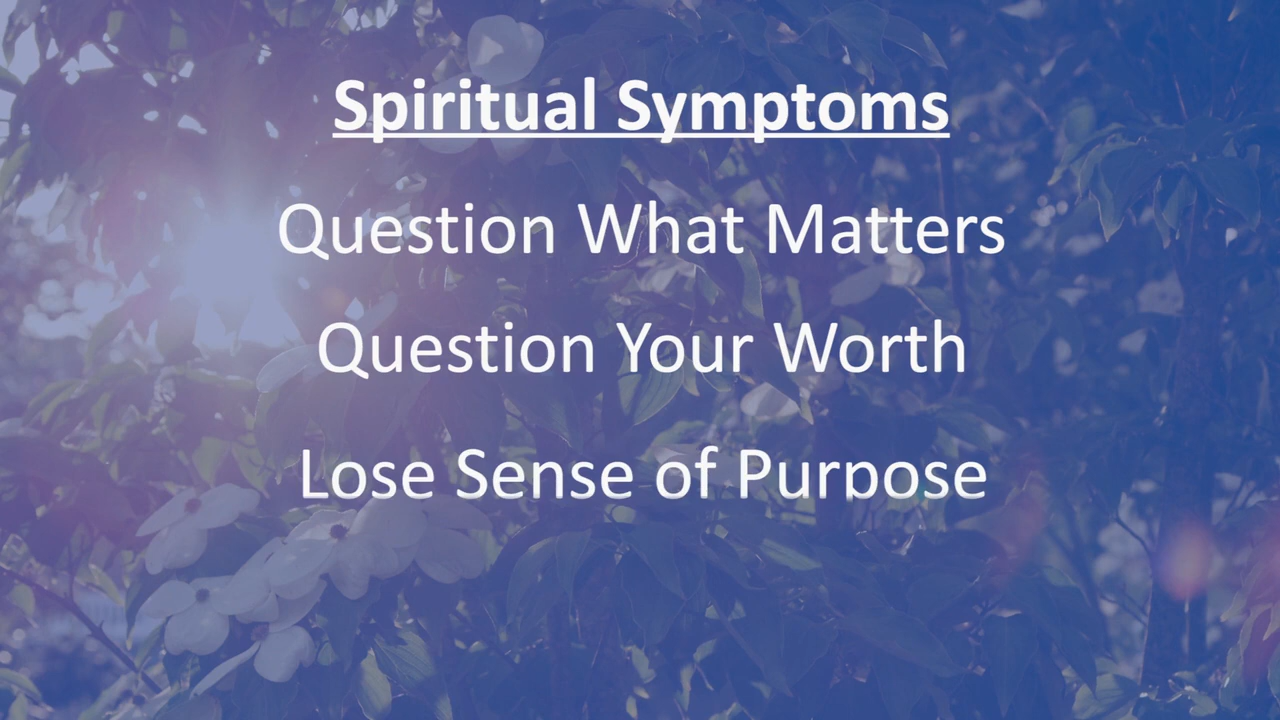 Spiritual Symptoms
Question What Matters
Question Your Worth
Lose Sense of Purpose